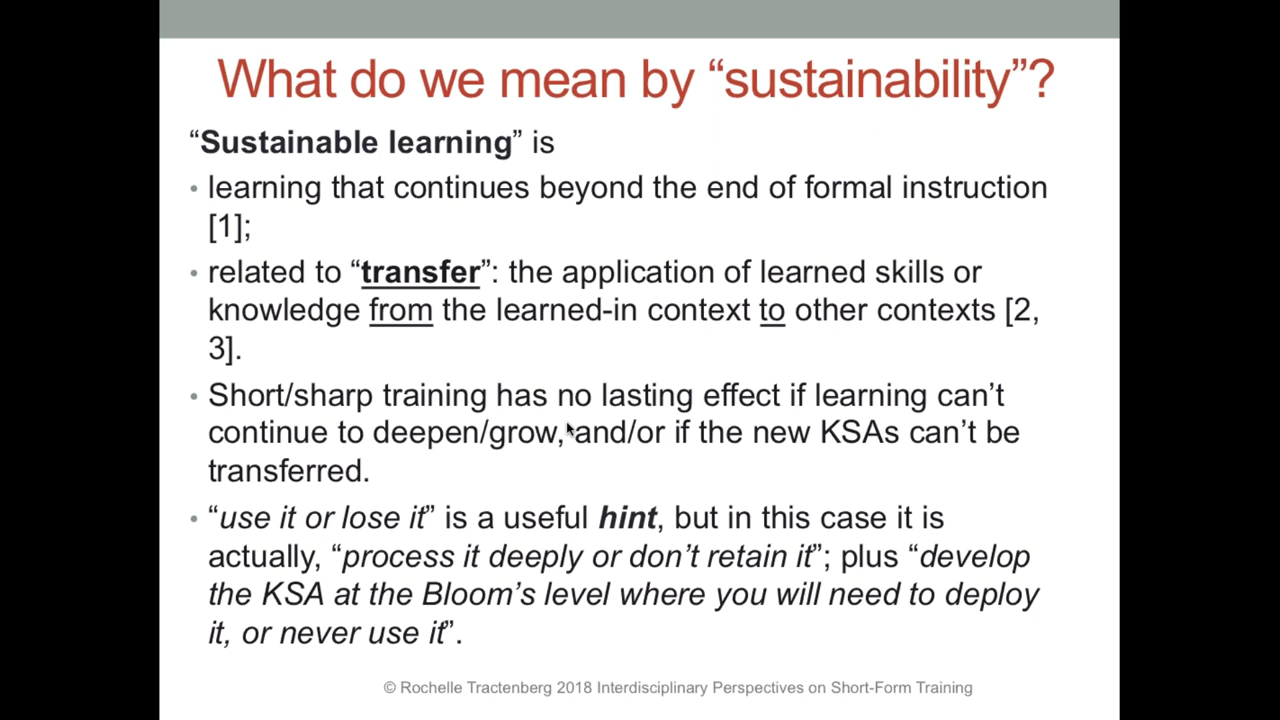 What do we mean by “sustainability”?
“Sustainable learning” is
• learning that continues beyond the end of formal instruction
[1];
• related to “transfer”: the application of learned skills or
knowledge from the learned-in context to other contexts [2,
3].
• Short/sharp training has no lasting effect if learning can’t
continue to deepen/grow, and/or if the new KSAs can’t be
transferred.
• “use it or lose it” is a useful hint, but in this case it is
actually, “process it deeply or don’t retain it”; plus “develop
the KSA at the Bloom’s level where you will need to deploy
it, or never use it”.
© Rochelle Tractenberg 2018 Interdisciplinary Perspectives on Short-Form Training